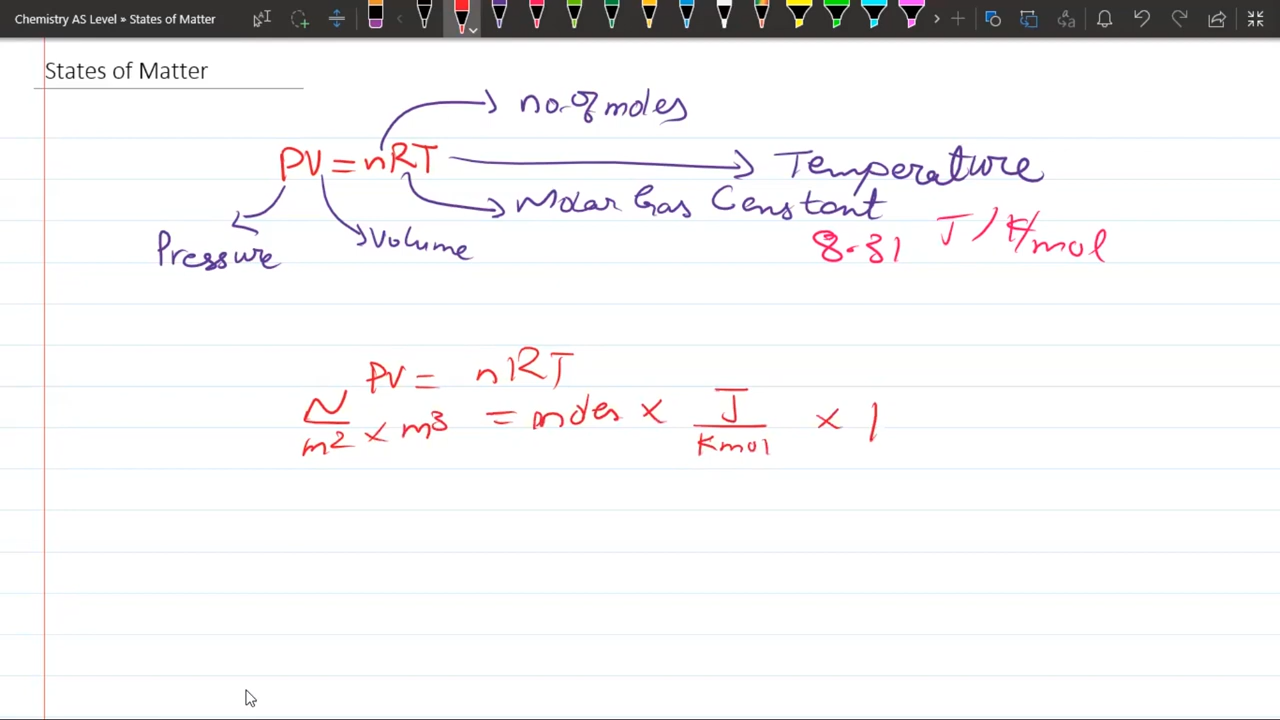 Chemistry AS Level » States of Matter
States of Matter
no. of moles
PV = nRT
Temperature
Molar Gas Constant
8.31 J/K/mol
Pressure
Volume
PV = nRT
N/m² × m³ = moles × J/Kmol ×